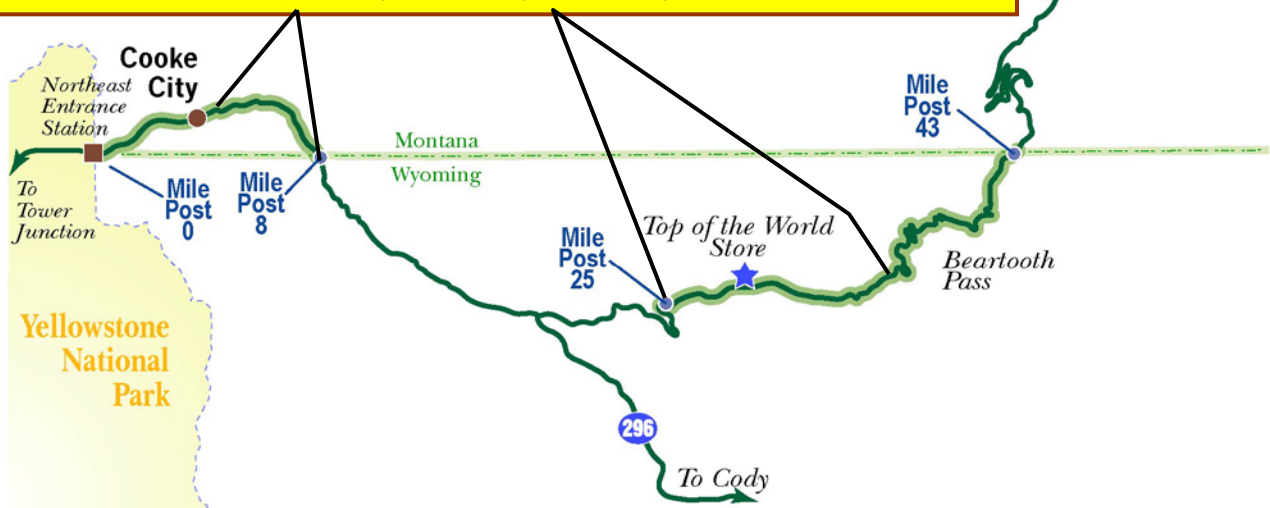 Cooke
City
Northeast
Entrance
Station
To
Tower
Junction
Mile
Post
0
Mile
Post
8
Montana
Wyoming
Mile
Post
25
Top of the World
Store
Mile
Post
43
Beartooth
Pass
Yellowstone
National
Park
296
To Cody